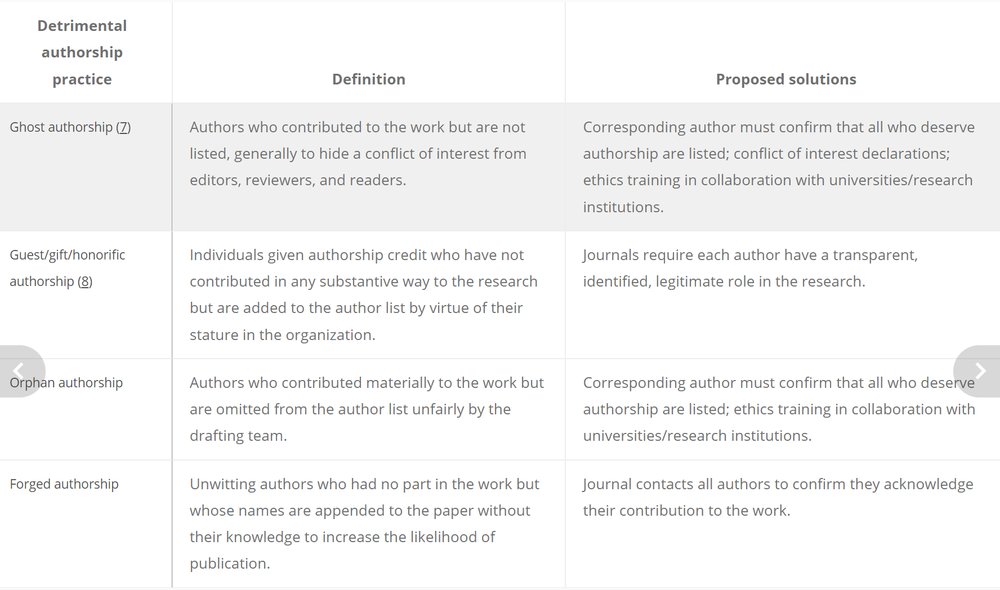 Detrimental
authorship
practice
Definition
Proposed solutions
Ghost authorship (7)
Authors who contributed to the work but are not
listed, generally to hide a conflict of interest from
editors, reviewers, and readers.
Corresponding author must confirm that all who deserve
authorship are listed; conflict of interest declarations;
ethics training in collaboration with universities/research
institutions.
Guest/gift/honorific
authorship (8)
Individuals given authorship credit who have not
contributed in any substantive way to the research
but are added to the author list by virtue of their
stature in the organization.
Journals require each author have a transparent,
identified, legitimate role in the research.
Orphan authorship
Authors who contributed materially to the work but
are omitted from the author list unfairly by the
drafting team.
Corresponding author must confirm that all who deserve
authorship are listed; ethics training in collaboration with
universities/research institutions.
Forged authorship
Unwitting authors who had no part in the work but
whose names are appended to the paper without
their knowledge to increase the likelihood of
publication.
Journal contacts all authors to confirm they acknowledge
their contribution to the work.